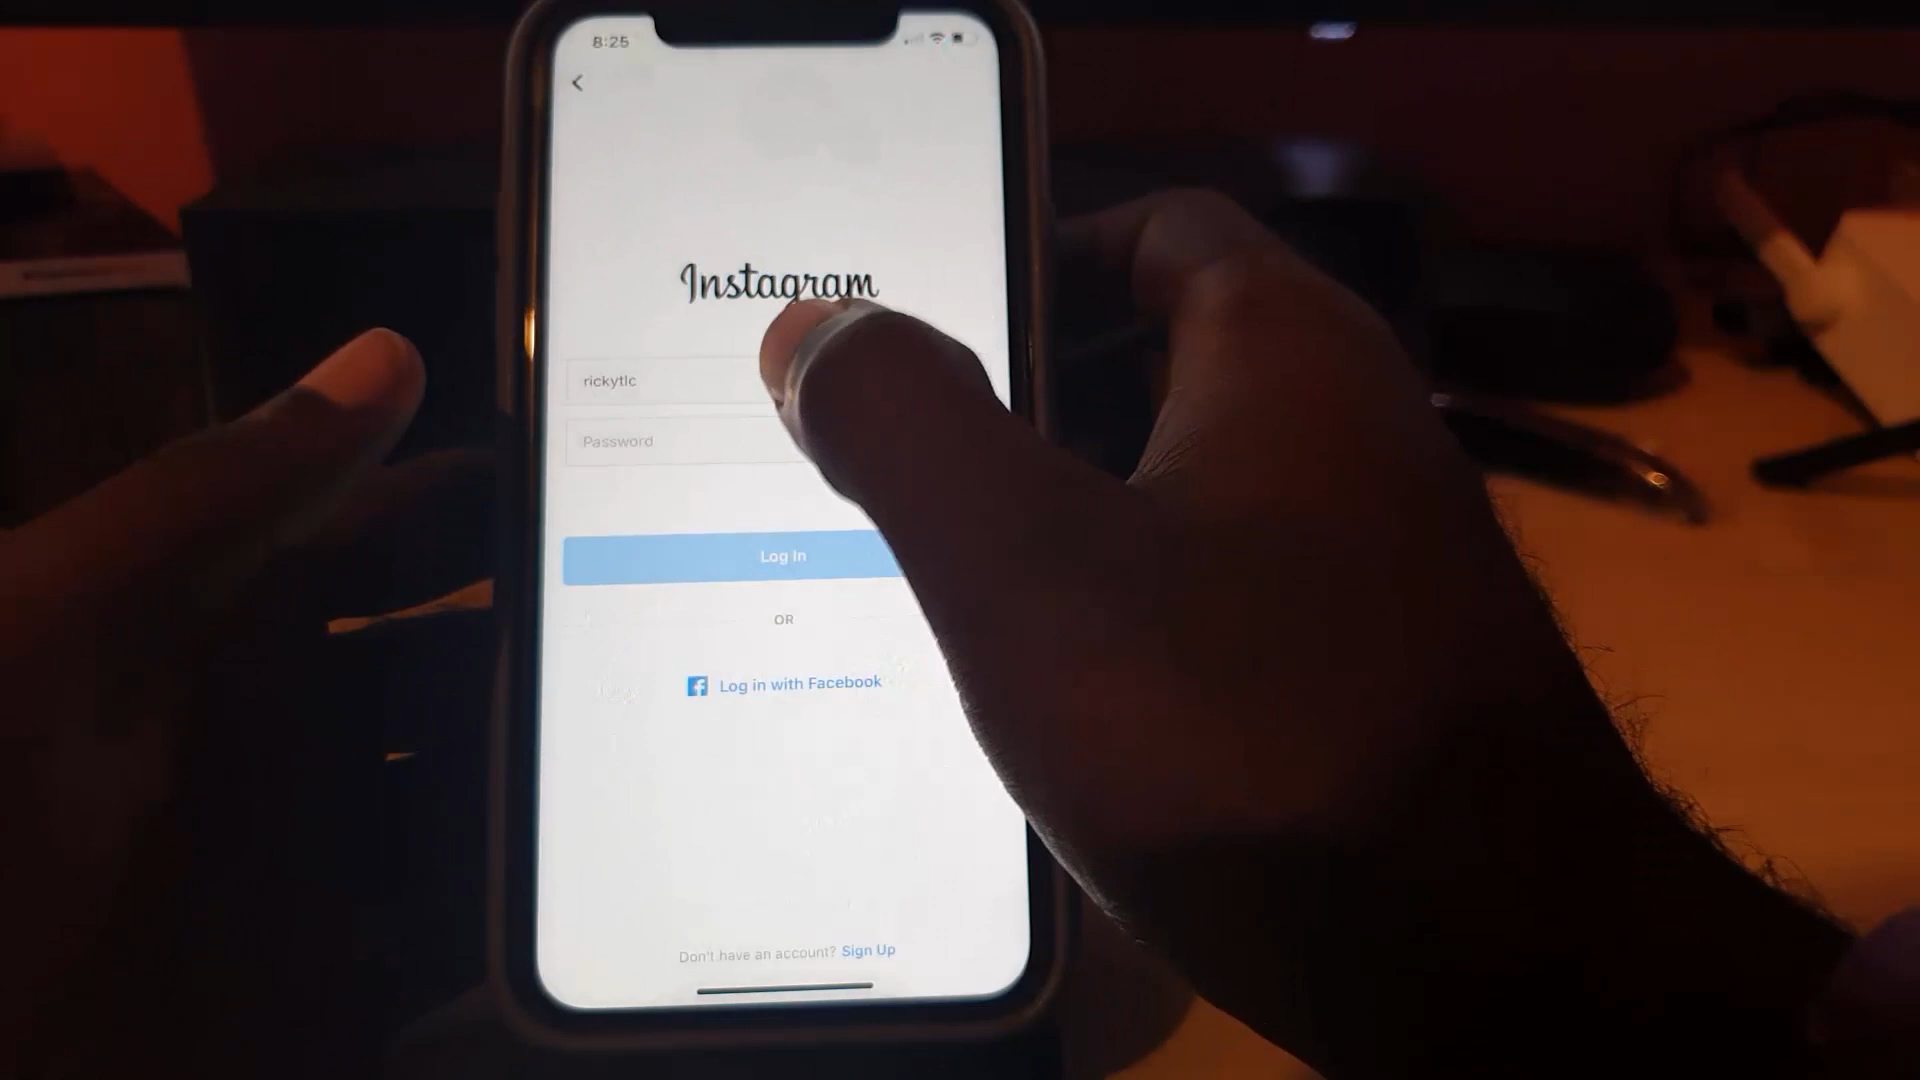 8:25
Instagram
rickytlc
Password
Log In
OR
Log in with Facebook
Don't have an account? Sign Up